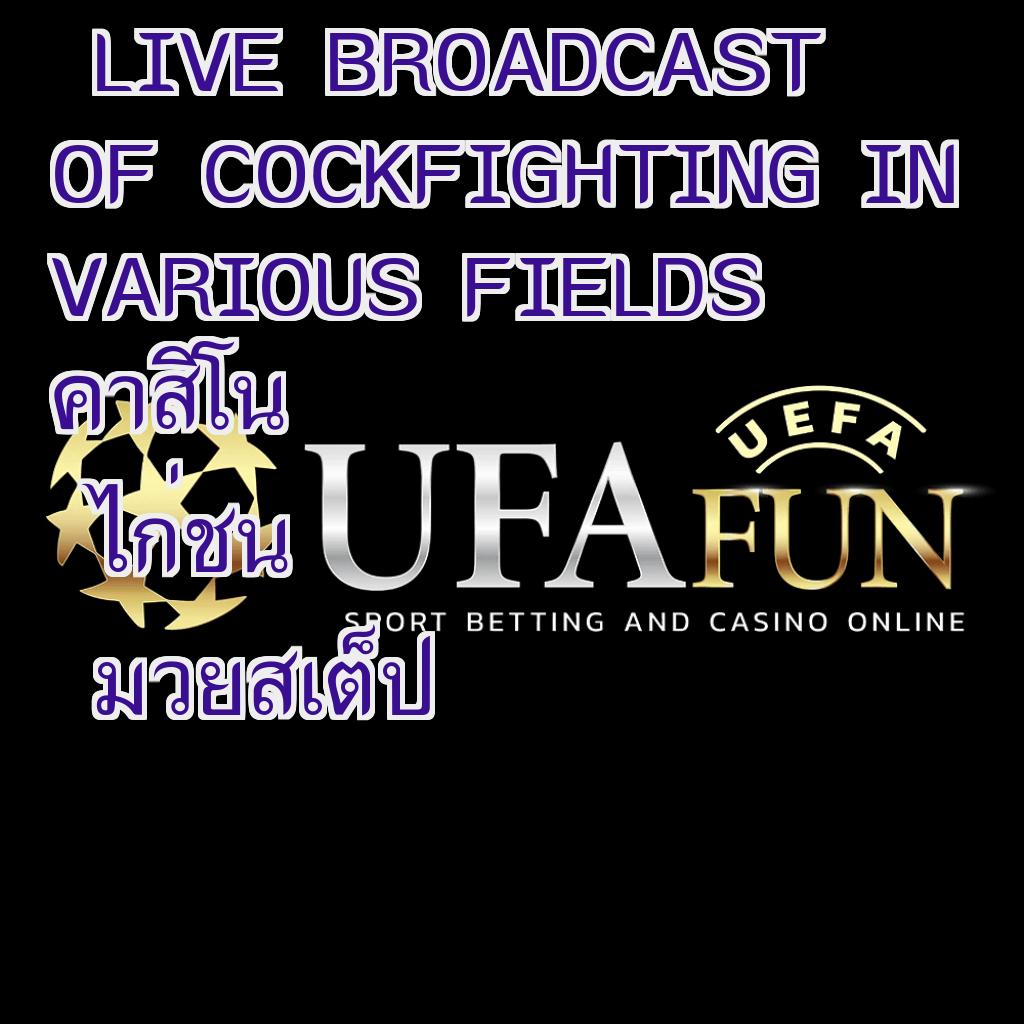 LIVE BROADCAST
OF COCKFIGHTING IN
VARIOUS FIELDS
คาสิโน
ไก่ชน
มวยสเต็ป
UEFA
UFAFUN
SPORT BETTING AND CASINO ONLINE